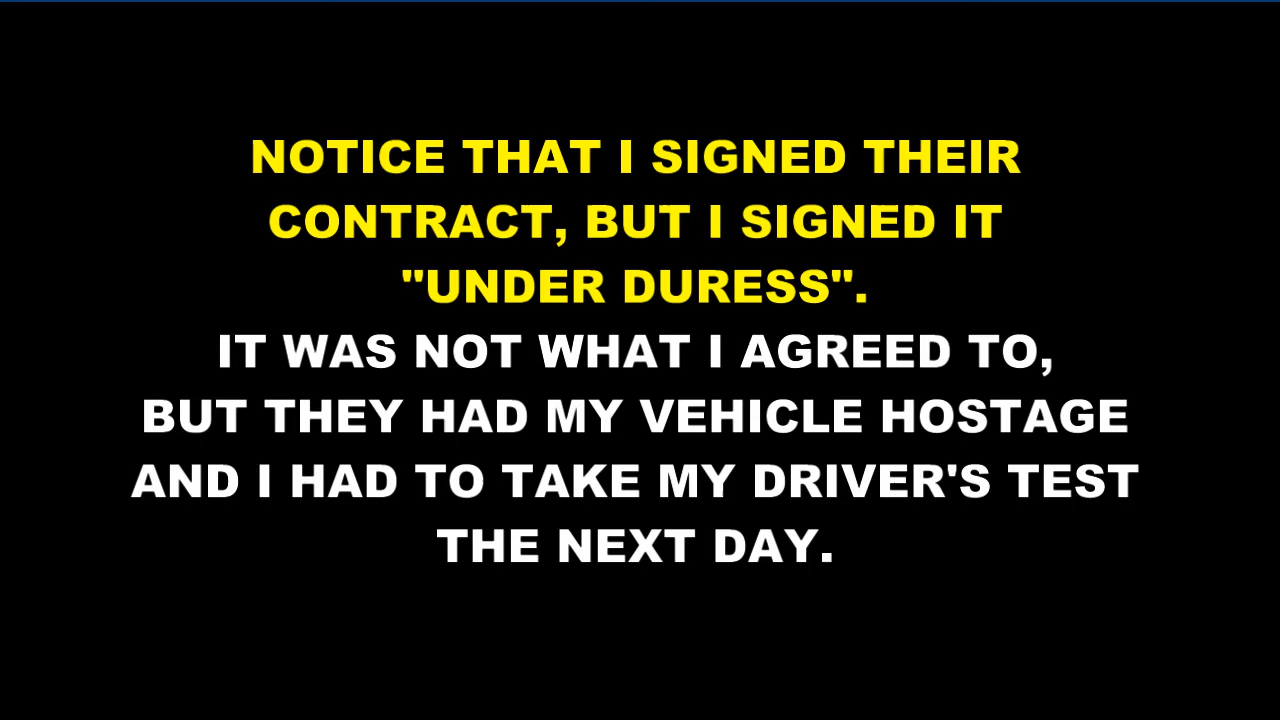 NOTICE THAT I SIGNED THEIR
CONTRACT, BUT I SIGNED IT
"UNDER DURESS".
IT WAS NOT WHAT I AGREED TO,
BUT THEY HAD MY VEHICLE HOSTAGE
AND I HAD TO TAKE MY DRIVER'S TEST
THE NEXT DAY.